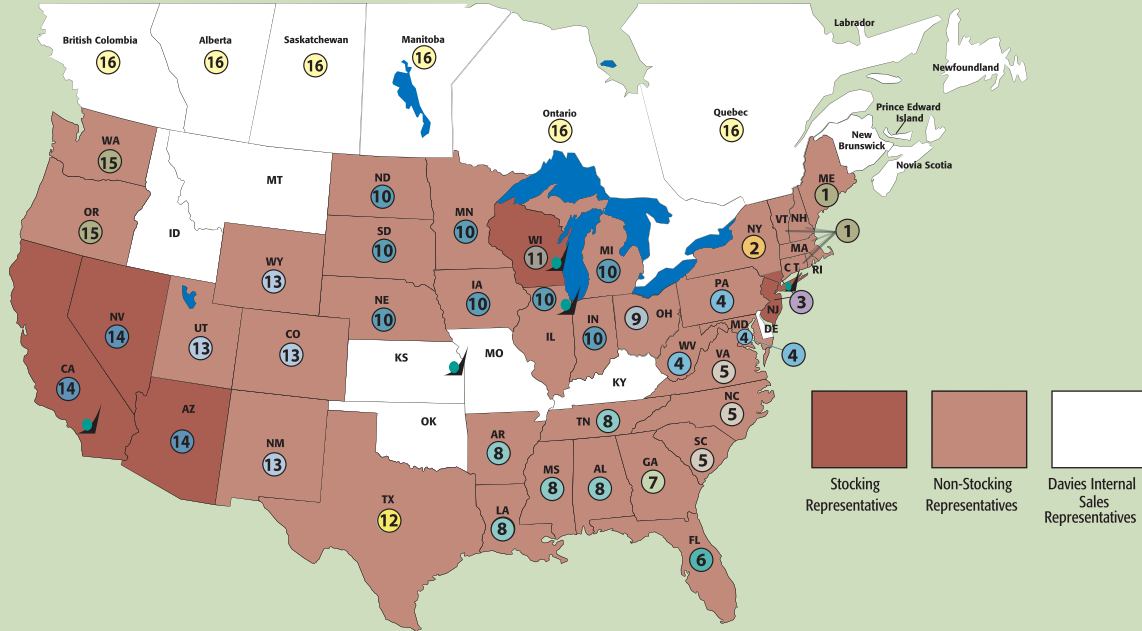 Labrador
British Colombia
Alberta
Saskatchewan
Manitoba
16
16
16
16
Newfoundland
Ontario
16
Quebec
16
Prince Edward
Island
New
Brunswick
Novia Scotia
WA
15
MT
ND
10
MN
10
ME
1
OR
15
ID
SD
10
WI
11
MI
10
NY
2
VT
NH
1
MA
CT
RI
WY
13
NE
10
IA
10
10
IL
IN
10
9
OH
PA
4
NJ
3
DE
MD
4
4
NV
14
UT
13
CO
13
KS
MO
KY
WV
4
VA
5
CA
14
AZ
14
NM
13
OK
AR
8
TN
8
NC
5
SC
5
TX
12
LA
8
MS
8
AL
8
GA
7
FL
6
Stocking
Representatives
Non-Stocking
Representatives
Davies Internal
Sales
Representatives